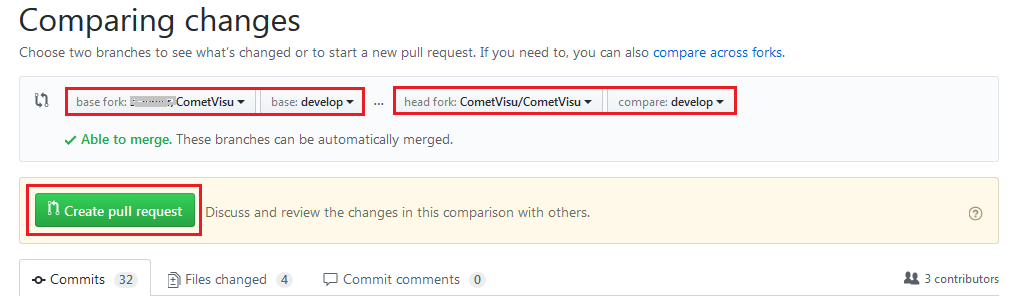 Comparing changes
Choose two branches to see what's changed or to start a new pull request. If you need to, you can also compare across forks.
base fork: /CometVisu base: develop ... head fork: CometVisu/CometVisu compare: develop
Able to merge. These branches can be automatically merged.
Create pull request Discuss and review the changes in this comparison with others.
Commits 32 Files changed 4 Commit comments 0 3 contributors